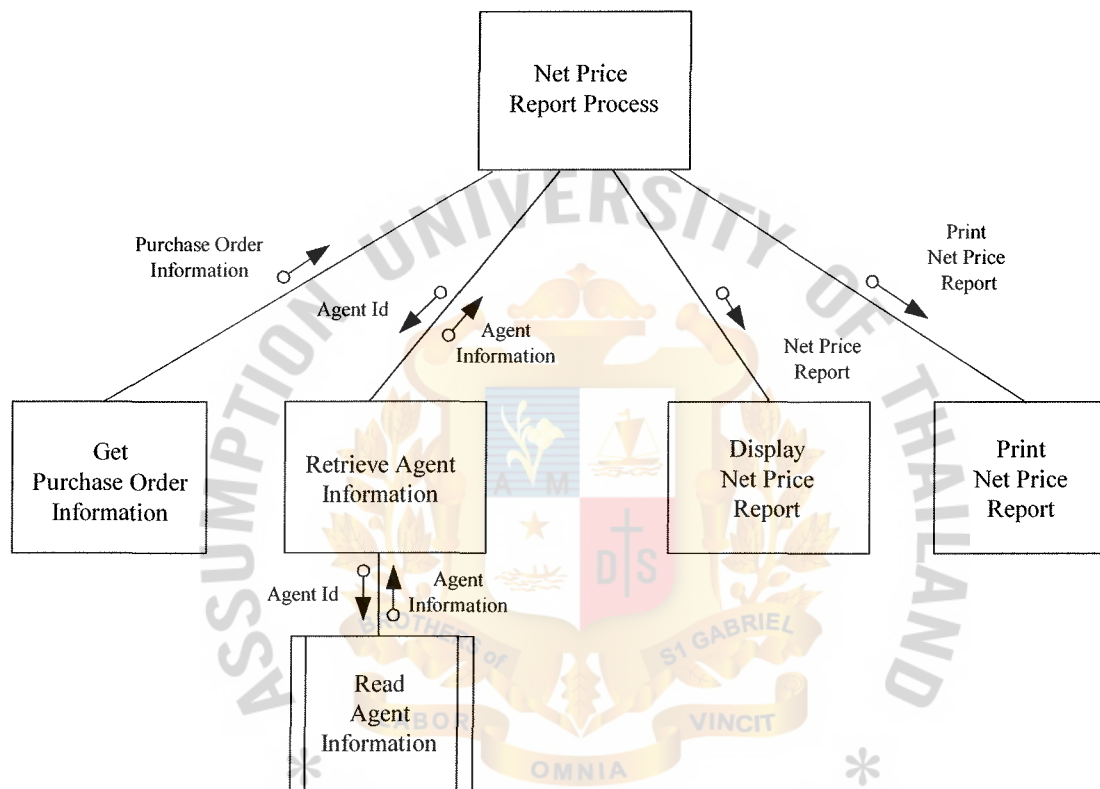 Net Price
Report Process
Purchase Order
Information
Agent Id
Agent
Information
Net Price
Report
Print
Net Price
Report
Get
Purchase Order
Information
Retrieve Agent
Information
Display
Net Price
Report
Print
Net Price
Report
Agent Id
Agent
Information
Read
Agent
Information
ASSUMPTION UNIVERSITY OF THAILAND
A M
D S
BROTHERS of
S1 GABRIEL
LABOR
VINCIT
OMNIA
* *